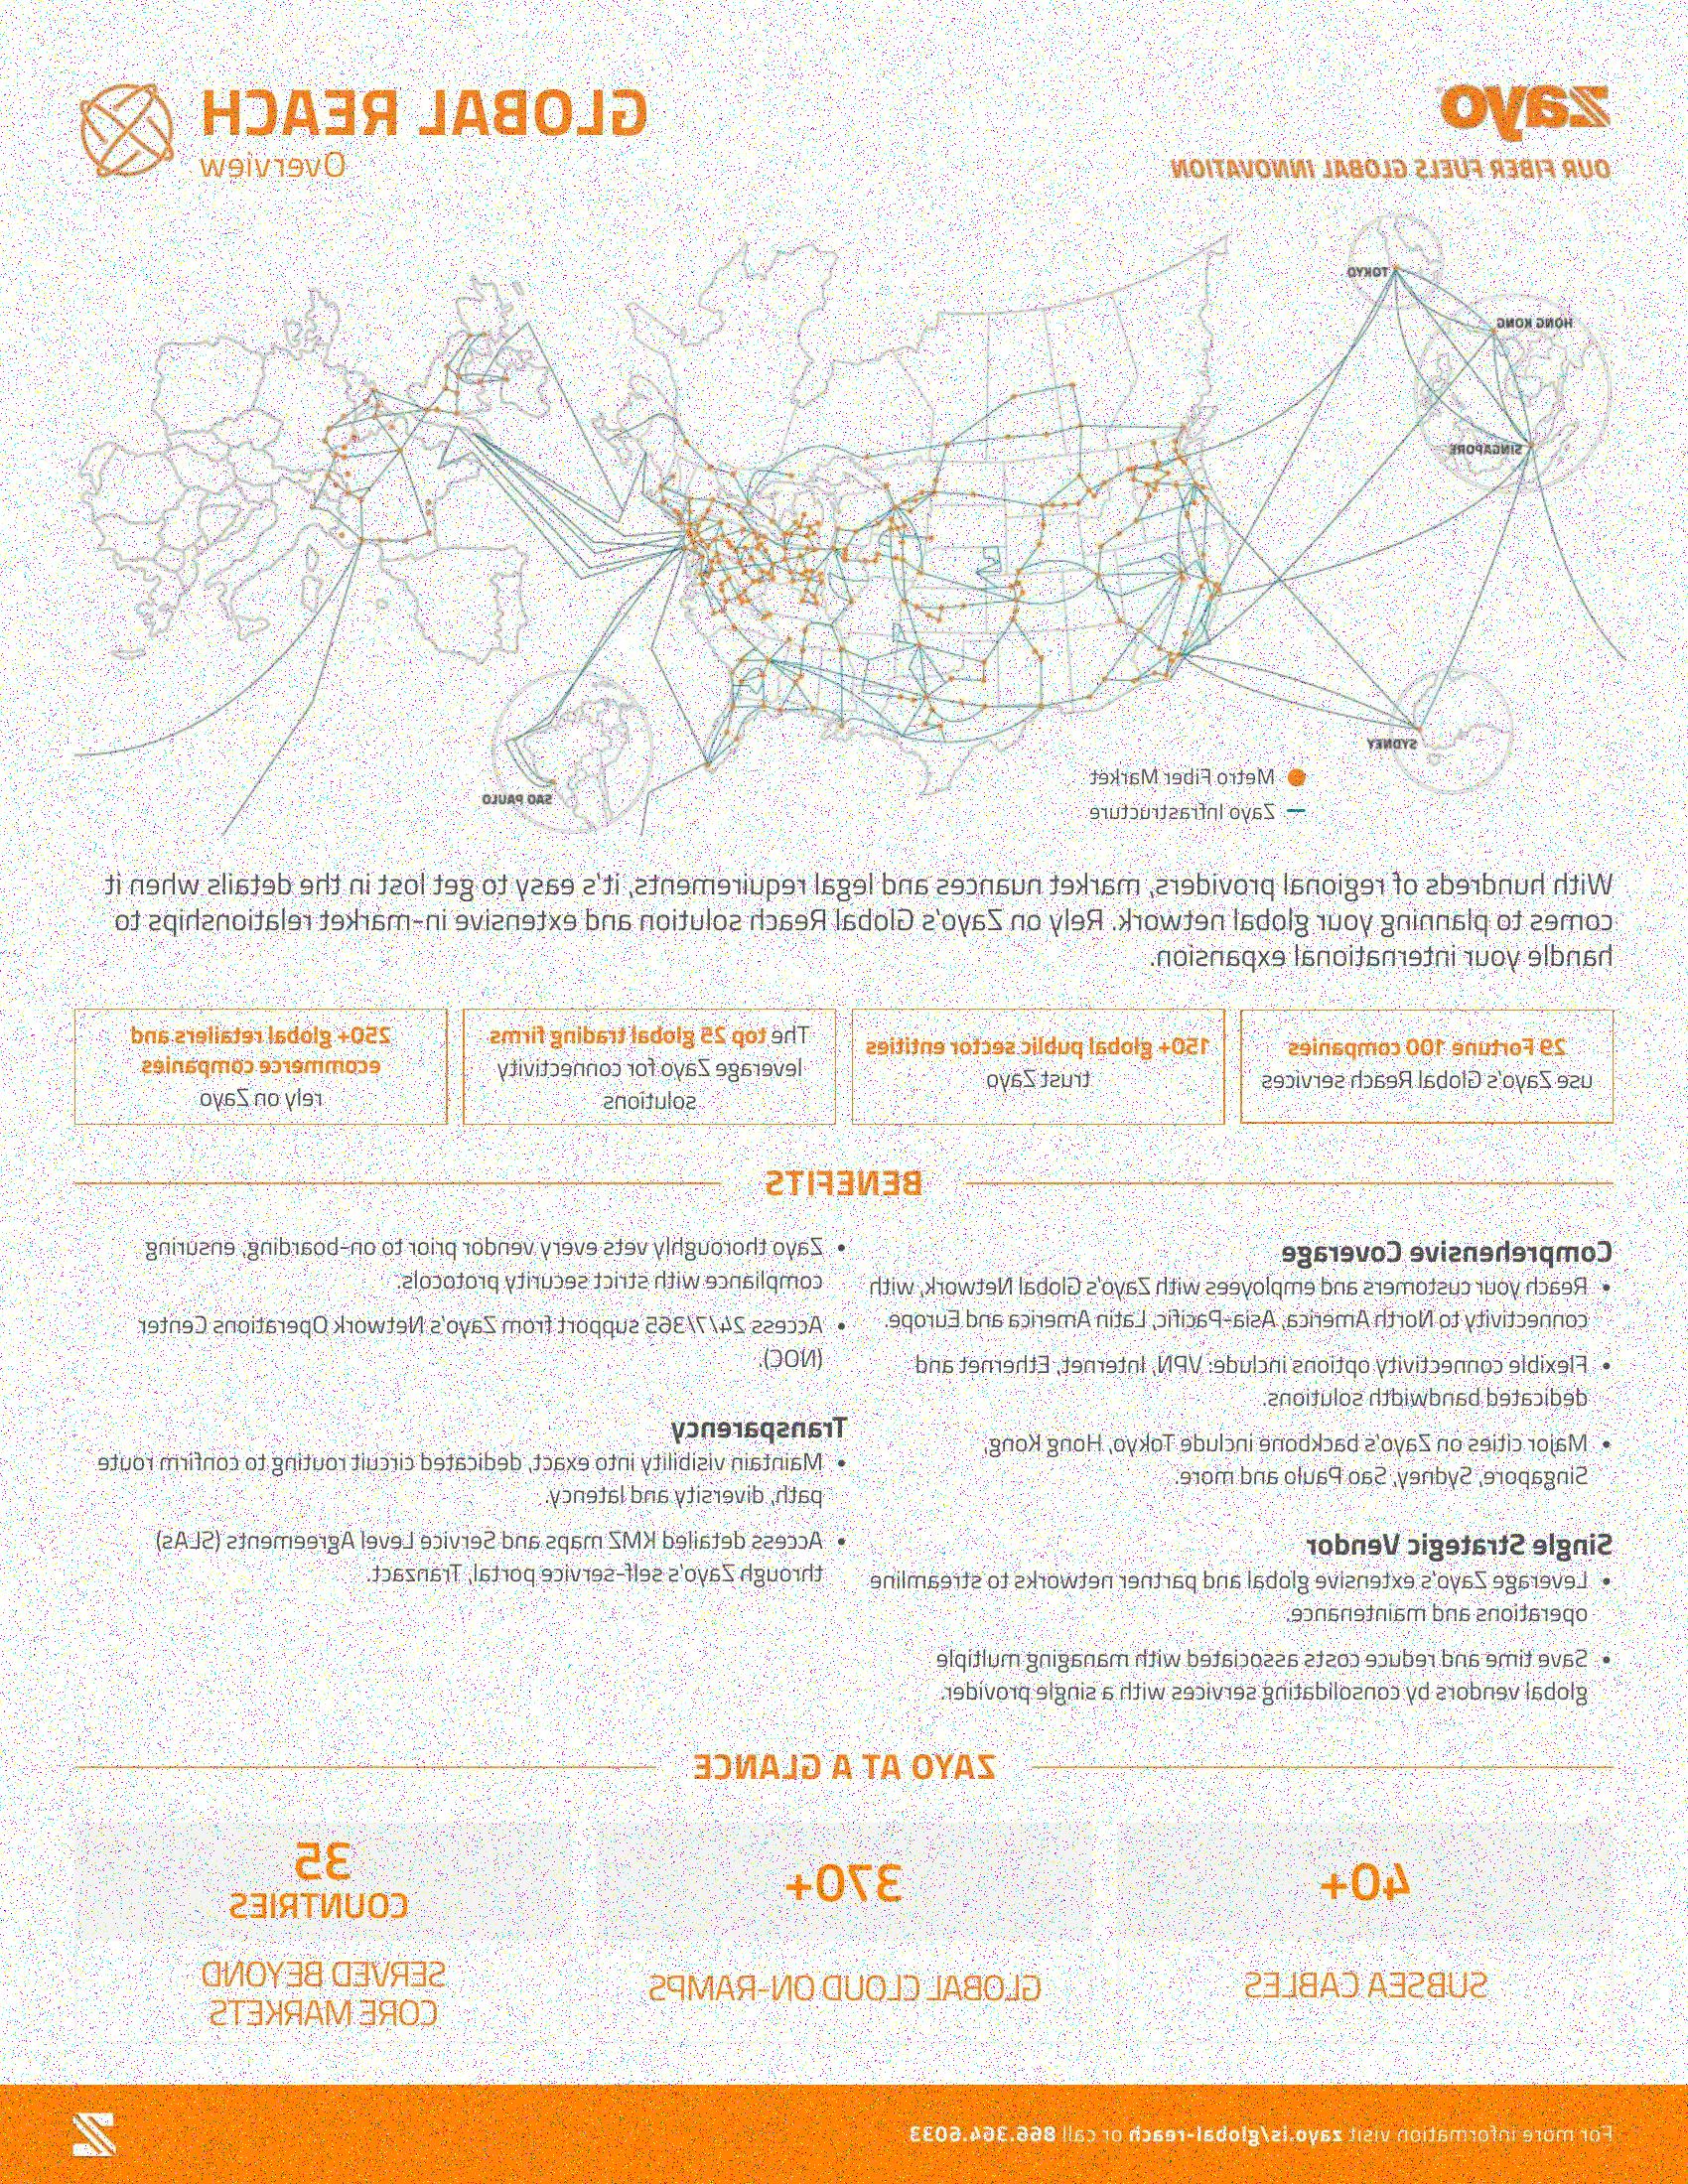 zayo
OUR FIBER FUELS GLOBAL INNOVATION
GLOBAL REACH
Overview
TOKYO
HONG KONG
SINGAPORE
SYDNEY
SAO PAULO
Metro Fiber Market
Zayo Infrastructure
With hundreds of regional providers, market nuances and legal requirements, it's easy to get lost in the details when it
comes to planning your global network. Rely on Zayo's Global Reach solution and extensive in-market relationships to
handle your international expansion.
29 Fortune 100 companies
use Zayo's Global Reach services
150+ global public sector entities
trust Zayo
The top 25 global trading firms
leverage Zayo for connectivity
solutions
250+ global retailers and
ecommerce companies
rely on Zayo
BENEFITS
Comprehensive Coverage
• Reach your customers and employees with Zayo's Global Network, with
connectivity to North America, Asia-Pacific, Latin America and Europe.
• Flexible connectivity options include: VPN, Internet, Ethernet and
dedicated bandwidth solutions.
• Major cities on Zayo's backbone include Tokyo, Hong Kong,
Singapore, Sydney, Sao Paulo and more.
Single Strategic Vendor
• Leverage Zayo's extensive global and partner networks to streamline
operations and maintenance.
• Save time and reduce costs associated with managing multiple
global vendors by consolidating services with a single provider.
• Zayo thoroughly vets every vendor prior to on-boarding, ensuring
compliance with strict security protocols.
• Access 24/7/365 support from Zayo's Network Operations Center
(NOC).
Transparency
• Maintain visibility into exact, dedicated circuit routing to confirm route
path, diversity and latency.
• Access detailed KMZ maps and Service Level Agreements (SLAs)
through Zayo's self-service portal, Tranzact.
ZAYO AT A GLANCE
40+
SUBSEA CABLES
370+
GLOBAL CLOUD ON-RAMPS
35
COUNTRIES
SERVED BEYOND
CORE MARKETS
For more information visit zayo.is/global-reach or call 866.364.6033